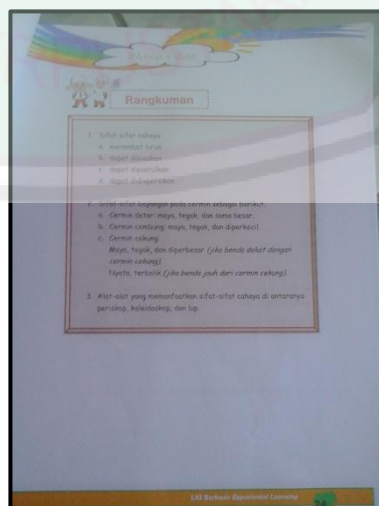 Rangkuman
1. Sifat-sifat cahaya
a. merambat lurus
b. dapat dibiaskan
c. dapat dipantulkan
d. dapat didispersikan
2. Sifat-sifat bayangan pada cermin sebagai berikut.
a. Cermin datar: maya, tegak, dan sama besar.
b. Cermin cembung: maya, tegak, dan diperkecil.
c. Cermin cekung:
Maya, tegak, dan diperbesar (jika benda dekat dengan
cermin cekung).
Nyata, terbalik (jika benda jauh dari cermin cekung).
3. Alat-alat yang memanfaatkan sifat-sifat cahaya di antaranya
periskop, kaleidoskop, dan lup.
LKS Berbasis Experiential Learning